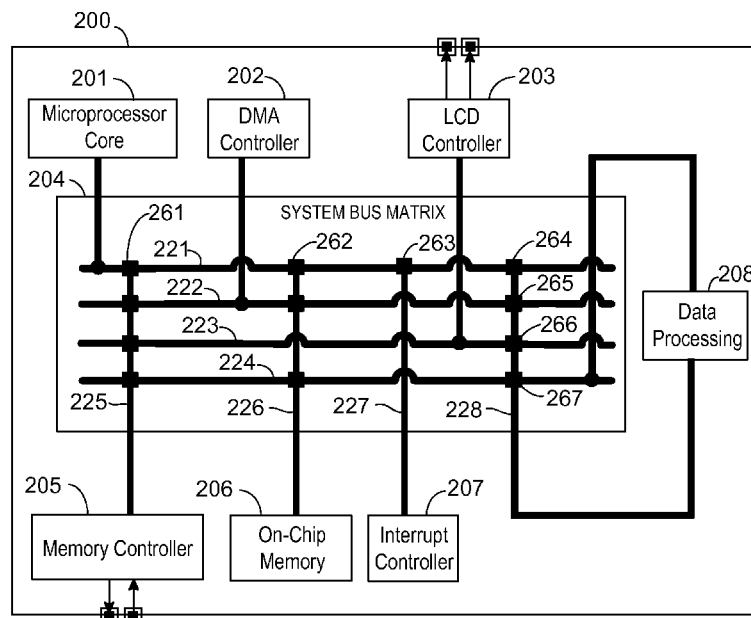 200
201
202
203
Microprocessor
Core
DMA
Controller
LCD
Controller
204
SYSTEM BUS MATRIX
261
262
263
264
221
222
265
208
Data
Processing
223
266
224
267
225
226
227
228
205
206
207
Memory Controller
On-Chip
Memory
Interrupt
Controller